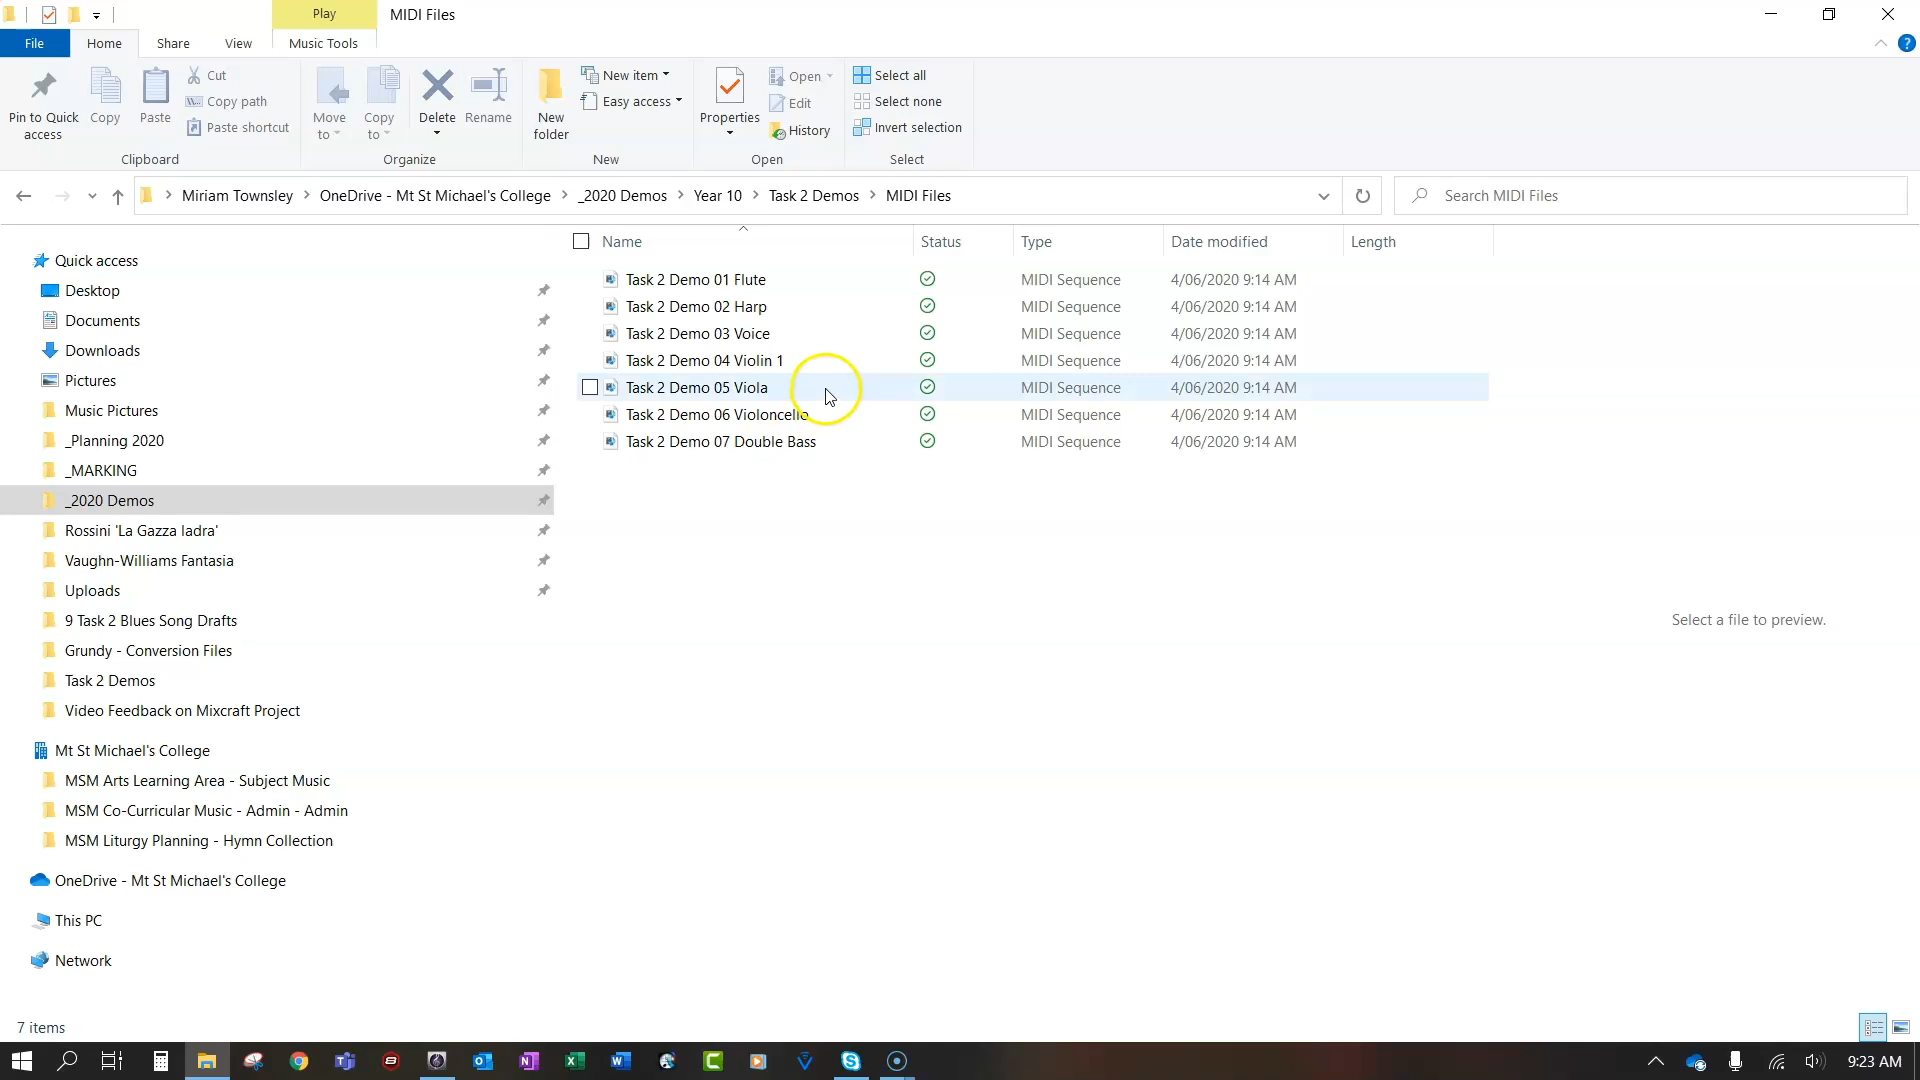 Play
MIDI Files
File
Home
Share
View
Music Tools
Pin to Quick access
Copy
Paste
Cut
Copy path
Paste shortcut
Clipboard
Move to
Copy to
Delete
Rename
Organize
New folder
New item
Easy access
New
Properties
Open
Edit
History
Open
Select all
Select none
Invert selection
Select
Miriam Townsley
OneDrive - Mt St Michael's College
_2020 Demos
Year 10
Task 2 Demos
MIDI Files
Search MIDI Files
Name Status Type Date modified Length
Task 2 Demo 01 Flute MIDI Sequence 4/06/2020 9:14 AM
Task 2 Demo 02 Harp MIDI Sequence 4/06/2020 9:14 AM
Task 2 Demo 03 Voice MIDI Sequence 4/06/2020 9:14 AM
Task 2 Demo 04 Violin 1 MIDI Sequence 4/06/2020 9:14 AM
Task 2 Demo 05 Viola MIDI Sequence 4/06/2020 9:14 AM
Task 2 Demo 06 Violoncello MIDI Sequence 4/06/2020 9:14 AM
Task 2 Demo 07 Double Bass MIDI Sequence 4/06/2020 9:14 AM
Quick access
Desktop
Documents
Downloads
Pictures
Music Pictures
_Planning 2020
_MARKING
_2020 Demos
Rossini 'La Gazza ladra'
Vaughn-Williams Fantasia
Uploads
9 Task 2 Blues Song Drafts
Grundy - Conversion Files
Task 2 Demos
Video Feedback on Mixcraft Project
Mt St Michael's College
MSM Arts Learning Area - Subject Music
MSM Co-Curricular Music - Admin - Admin
MSM Liturgy Planning - Hymn Collection
OneDrive - Mt St Michael's College
This PC
Network
Select a file to preview.
7 items
9:23 AM